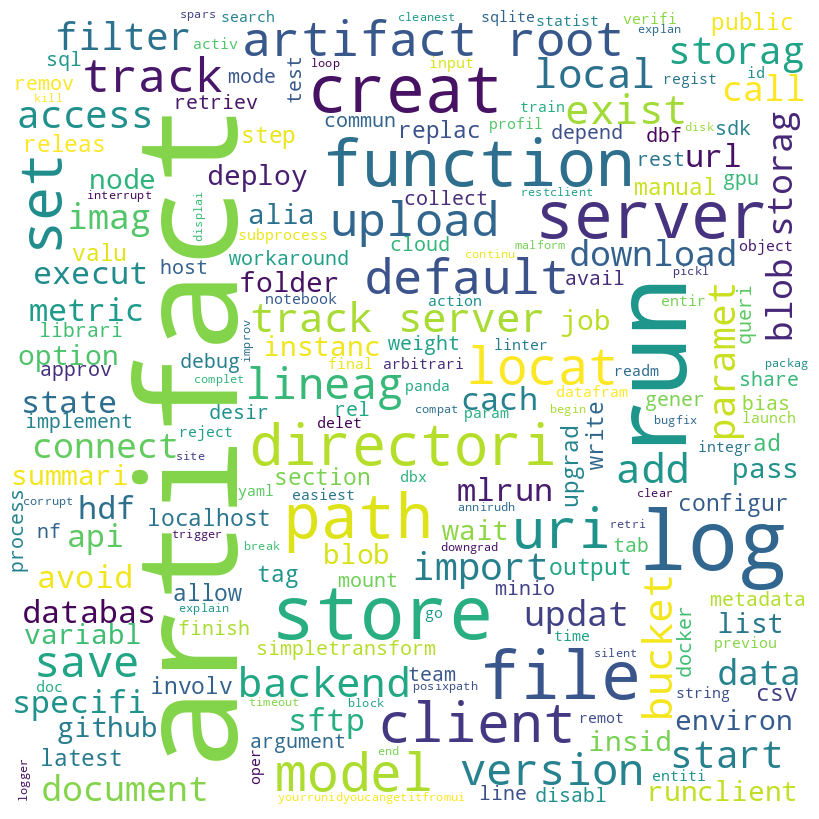 spars
search
cleanest
sqlite
statist
verifi
public
explan
filter
activ
artifact root
storag
sql
loop
input
regist
id
remov
mode
test
track
creat
local
call
kill
retriev
train
exist
access
commun
replac
profil
disk
sdk
releas
step
depend
dbf
url
function
rest
storag
node
deploy
collect
restclient
manual
gpu
set
interrupt
server
imag
displai
alia
upload
subprocess
cloud
malform
download
object
valu
workaround
continu
blob
execut
host
folder
default
avail
pickl
artifact
notebook
action
run
entir
queri
metric
track server
job
paramet
librari
improv
weight
linter
option
debug
instanc
locat
packag
approv
final
arbitrari
readm
share
state
complet
lineag
panda
compat
datafram
gener
bias
implement
desir
rel
param
cach
begin
write
launch
reject
delet
bugfix
ad
connect
site
directori
upgrad
integr
add
pass
summari
section
dbx
mlrun
hdf
yaml
easiest
clear
configur
process
corrupt
localhost
path
annirudh
uri
retri
log
nf
trigger
wait
downgrad
tab
api
break
blob
import
output
avoid
tag
mount
minio
bucket
metadata
allow
store
updat
databas
explain
go
time
docker
list
variabl
finish
simpletransform
silent
previou
save
team
file
data
doc
involv
backend
posixpath
string
csv
specifi
timeout
block
remot
github
sftp
client
environ
argument
insid
latest
oper
end
start
model
version
entiti
document
logger
yourrunidyoucangetitfromui
line
disabl
runclient